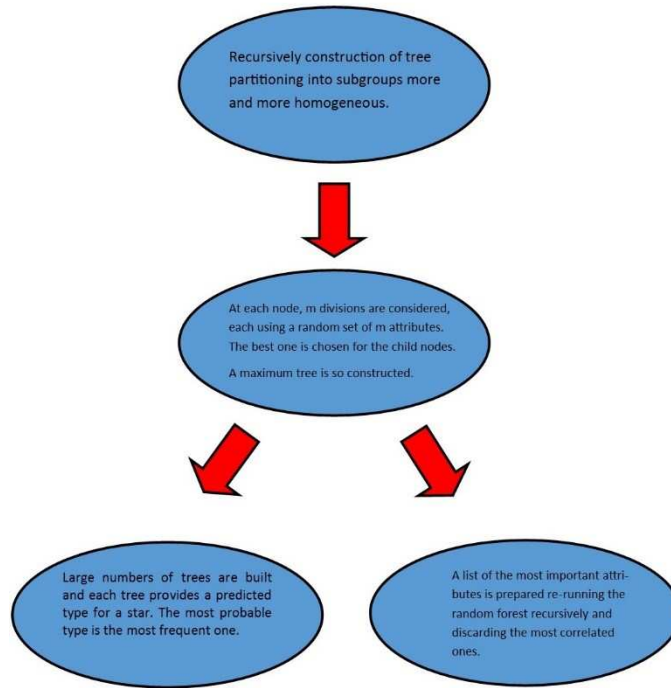 Recursively construction of tree
partitioning into subgroups more
and more homogeneous.
At each node, m divisions are considered,
each using a random set of m attributes.
The best one is chosen for the child nodes.
A maximum tree is so constructed.
Large numbers of trees are built
and each tree provides a predicted
type for a star. The most probable
type is the most frequent one.
A list of the most important attri-
butes is prepared re-running the
random forest recursively and
discarding the most correlated
ones.